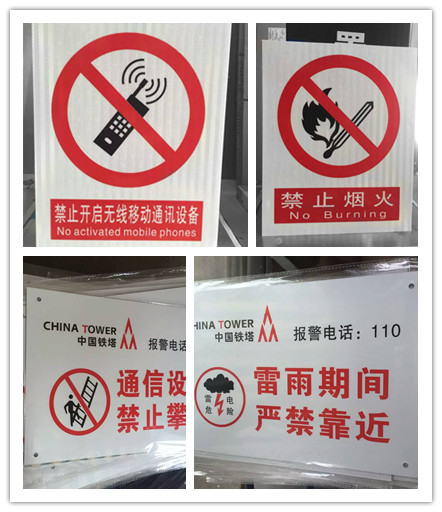 禁止开启无线移动通讯设备
No activated mobile phones
禁止烟火
No Burning
CHINA TOWER
中国铁塔
报警电话
通信设
禁止攀
INA TOWER
中国铁塔
报警电话：110
雷电
危险
雷雨期间
严禁靠近